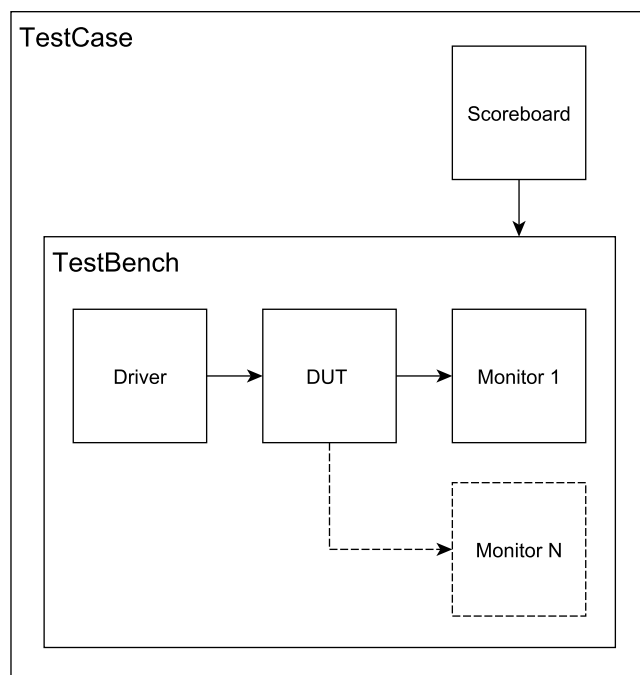 TestCase
Scoreboard
TestBench
Driver
DUT
Monitor 1
Monitor N